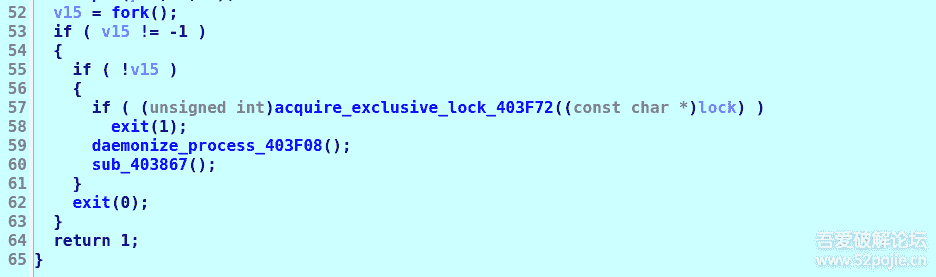 52 v15 = fork();
53 if ( v15 != -1 )
54 {
55 if ( !v15 )
56 {
57 if ( (unsigned int)acquire_exclusive_lock_403F72((const char *)lock) )
58 exit(1);
59 daemonize_process_403F08();
60 sub_403867();
61 }
62 exit(0);
63 }
64 return 1;
65 }
吾爱破解论坛
www.52pojie.cn